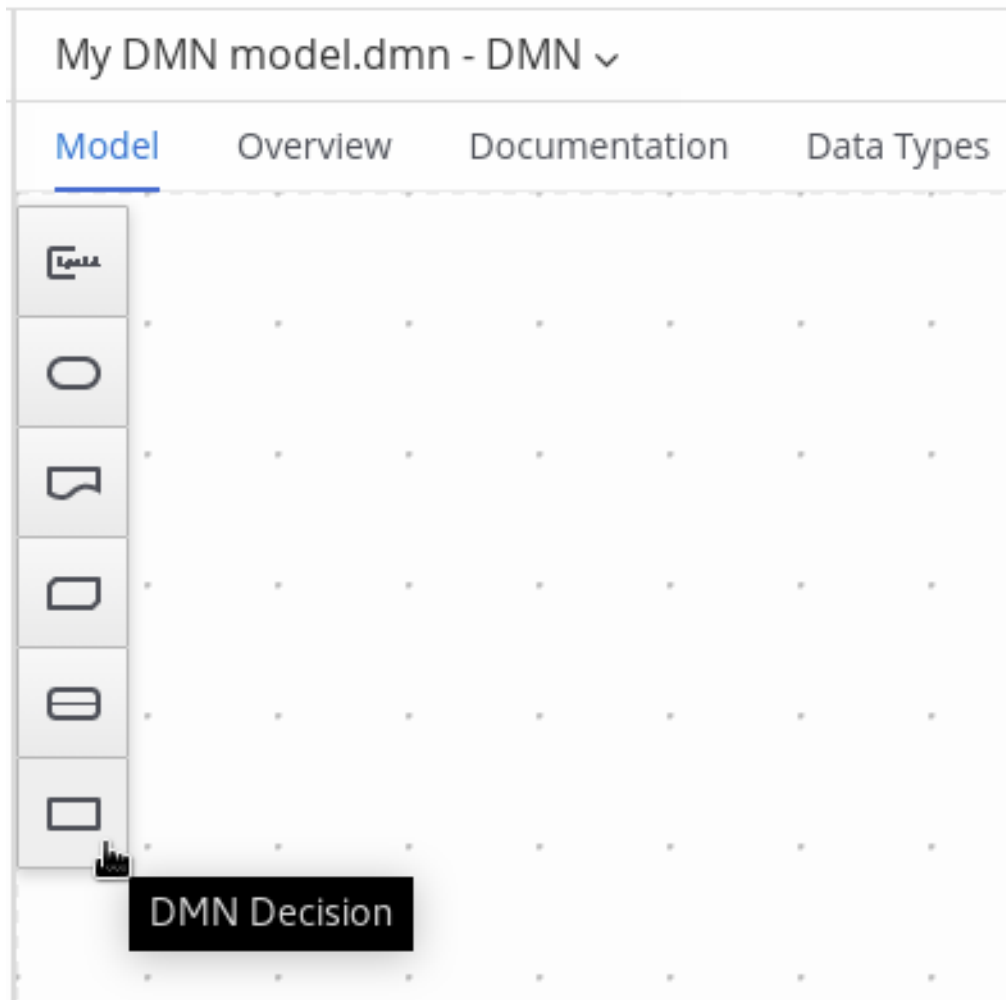 My DMN model.dmn - DMN
Model Overview Documentation Data Types
DMN Decision